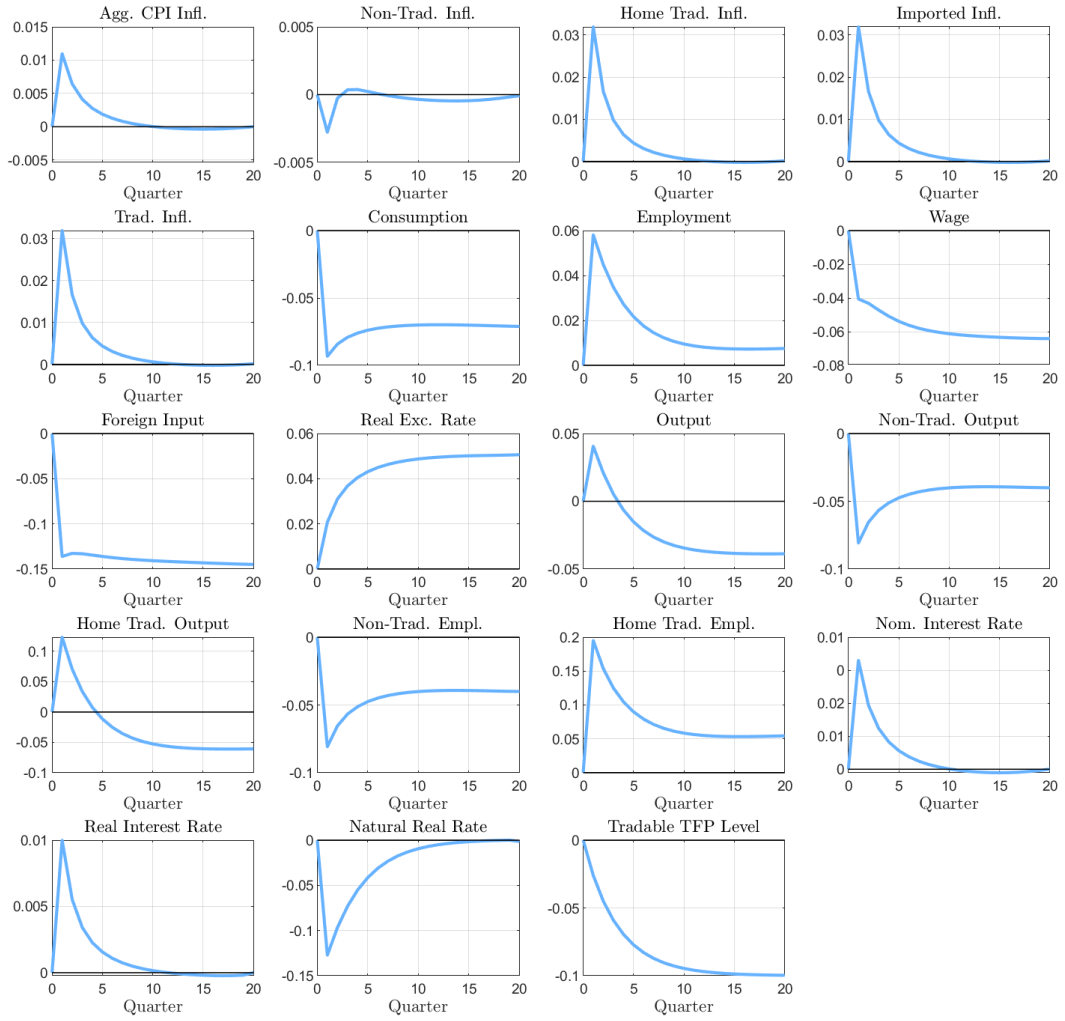 Agg. CPI Infl.
0.015
0.01
0.005
0
-0.005
0 5 10 15 20
Quarter
Non-Trad. Infl.
0.005
0
-0.005
0 5 10 15 20
Quarter
Home Trad. Infl.
0.03
0.02
0.01
0
0 5 10 15 20
Quarter
Imported Infl.
0.03
0.02
0.01
0
0 5 10 15 20
Quarter
Trad. Infl.
0.03
0.02
0.01
0
0 5 10 15 20
Quarter
Consumption
0
-0.05
-0.1
0 5 10 15 20
Quarter
Employment
0.06
0.04
0.02
0
0 5 10 15 20
Quarter
Wage
0
-0.02
-0.04
-0.06
-0.08
0 5 10 15 20
Quarter
Foreign Input
0
-0.05
-0.1
-0.15
0 5 10 15 20
Quarter
Real Exc. Rate
0.06
0.04
0.02
0
0 5 10 15 20
Quarter
Output
0.05
0
-0.05
0 5 10 15 20
Quarter
Non-Trad. Output
0
-0.05
-0.1
0 5 10 15 20
Quarter
Home Trad. Output
0.1
0.05
0
-0.05
-0.1
0 5 10 15 20
Quarter
Non-Trad. Empl.
0
-0.05
-0.1
0 5 10 15 20
Quarter
Home Trad. Empl.
0.2
0.15
0.1
0.05
0
0 5 10 15 20
Quarter
Nom. Interest Rate
0.01
0
0.02
0.01
0
0 5 10 15 20
Quarter
Real Interest Rate
0.01
0.005
0
0 5 10 15 20
Quarter
Natural Real Rate
0
-0.05
-0.1
-0.15
0 5 10 15 20
Quarter
Tradable TFP Level
0
-0.05
-0.1
0 5 10 15 20
Quarter